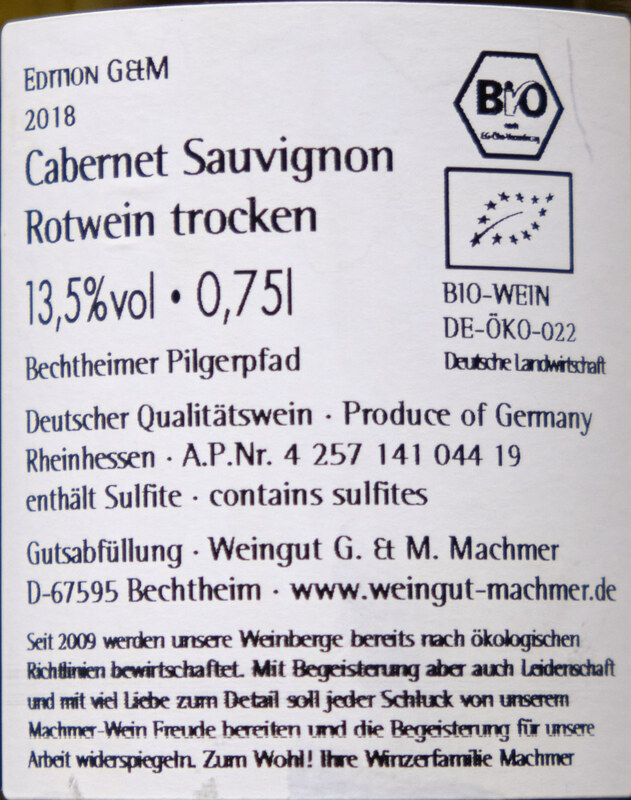 EDITION G&M
2018
Cabernet Sauvignon
Rotwein trocken
13,5%vol • 0,75l
Bechtheimer Pilgerpfad
BIO
nach
EG-Öko-Verordnung
BIO-WEIN
DE-ÖKO-022
Deutsche Landwirtschaft
Deutscher Qualitätswein · Produce of Germany
Rheinhessen · A.P.Nr. 4 257 141 044 19
enthält Sulfite · contains sulfites
Gutsabfüllung · Weingut G. & M. Machmer
D-67595 Bechtheim · www.weingut-machmer.de
Seit 2009 werden unsere Weinberge bereits nach ökologischen
Richtlinien bewirtschaftet. Mit Begeisterung aber auch Leidenschaft
und mit viel Liebe zum Detail soll jeder Schluck von unserem
Machmer-Wein Freude bereiten und die Begeisterung für unsere
Arbeit widerspiegeln. Zum Wohl! Ihre Winzerfamilie Machmer